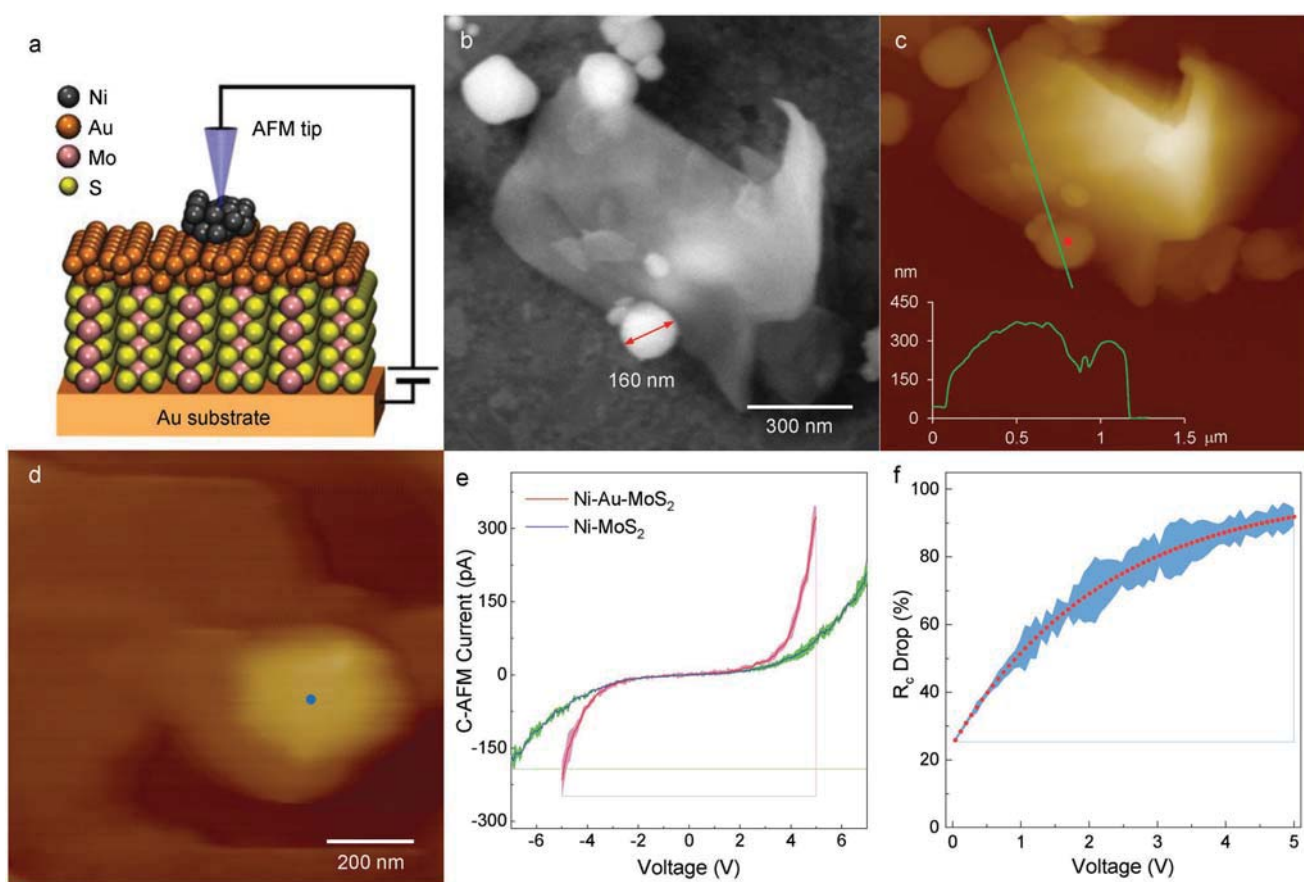 a
Ni
Au
Mo
S
AFM tip
Au substrate
b
160 nm
300 nm
c
nm
450
300
150
0
0 0.5 1 1.5 μm
d
200 nm
e
Ni-Au-MoS₂
Ni-MoS₂
C-AFM Current (pA)
300
150
0
-150
-300
-6 -4 -2 0 2 4 6
Voltage (V)
f
R_c Drop (%)
100
80
60
40
20
0
0 1 2 3 4 5
Voltage (V)